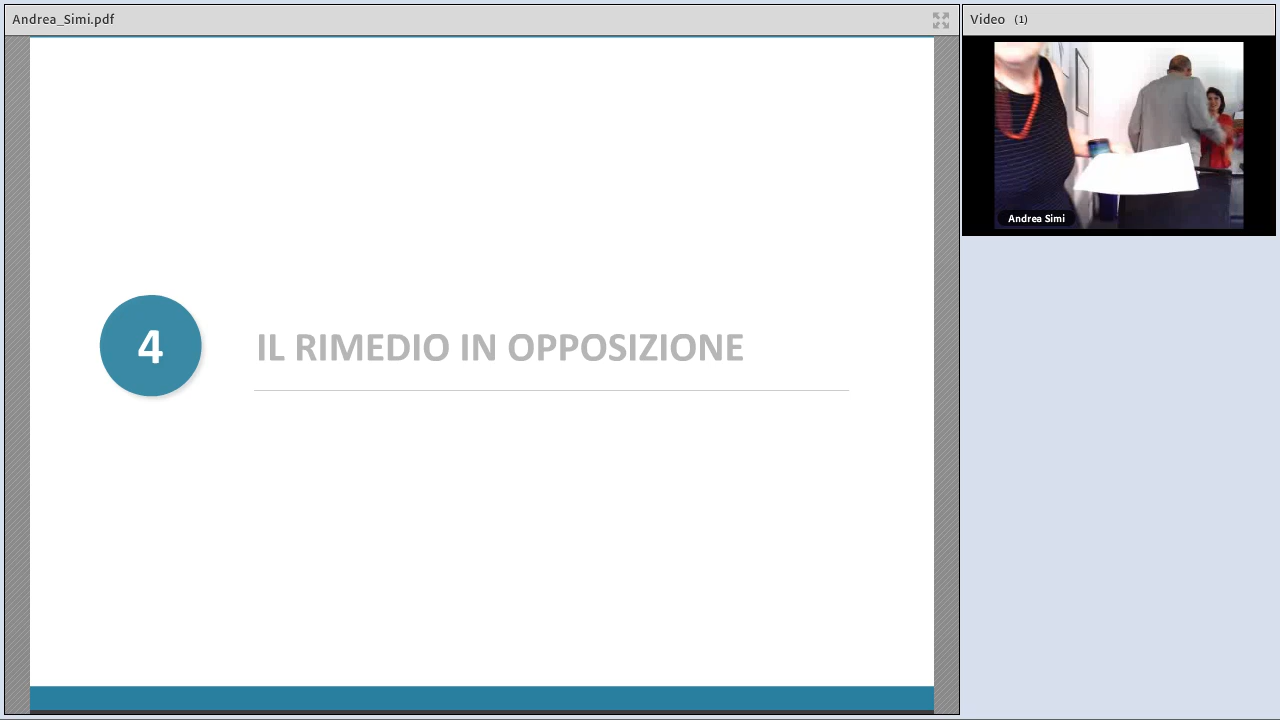 Andrea_Simi.pdf
Video (1)
Andrea Simi
4
IL RIMEDIO IN OPPOSIZIONE